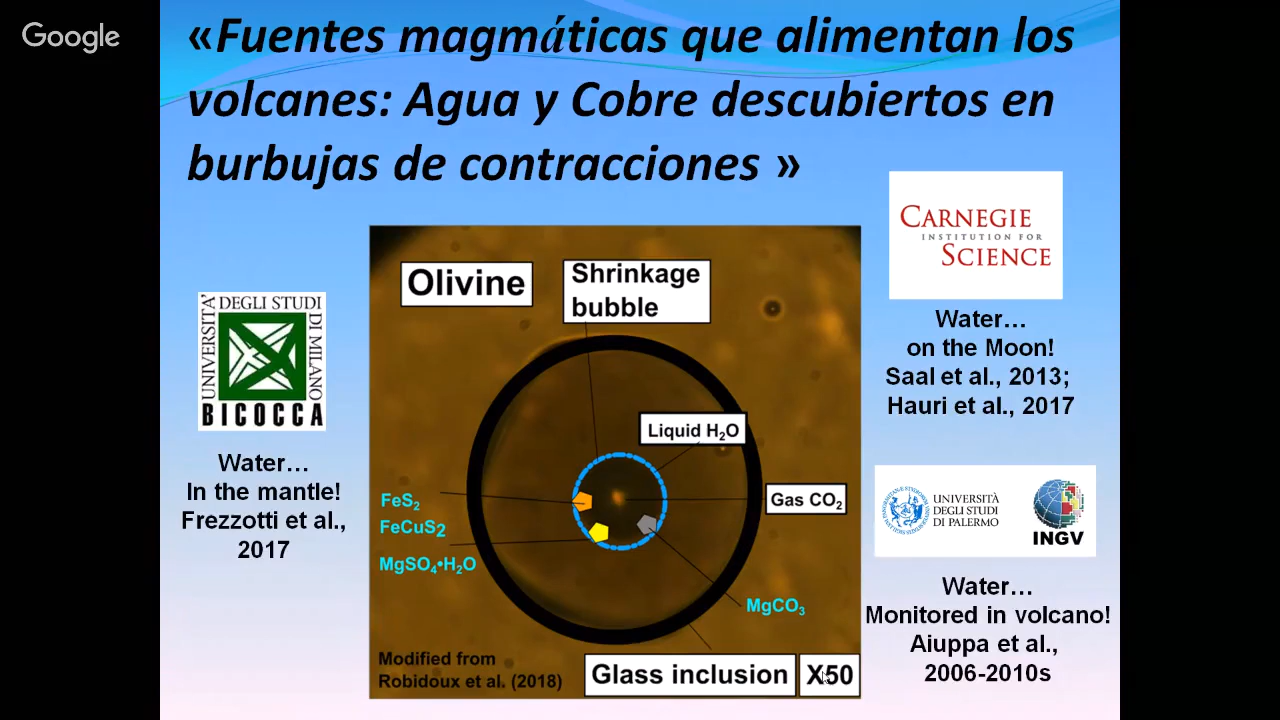 Google
«Fuentes magmáticas que alimentan los
volcanes: Agua y Cobre descubiertos en
burbujas de contracciones »
UNIVERSITA' DEGLI STUDI DI MILANO
BICOCCA
Water…
In the mantle!
Frezzotti et al.,
2017
Olivine
Shrinkage
bubble
Liquid H₂O
Gas CO₂
FeS₂
FeCuS2
MgSO₄•H₂O
MgCO₃
Modified from
Robidoux et al. (2018)
Glass inclusion
X50
CARNEGIE
INSTITUTION FOR
SCIENCE
Water…
on the Moon!
Saal et al., 2013;
Hauri et al., 2017
UNIVERSITÀ
DEGLI STUDI
DI PALERMO
INGV
Water…
Monitored in volcano!
Aiuppa et al.,
2006-2010s